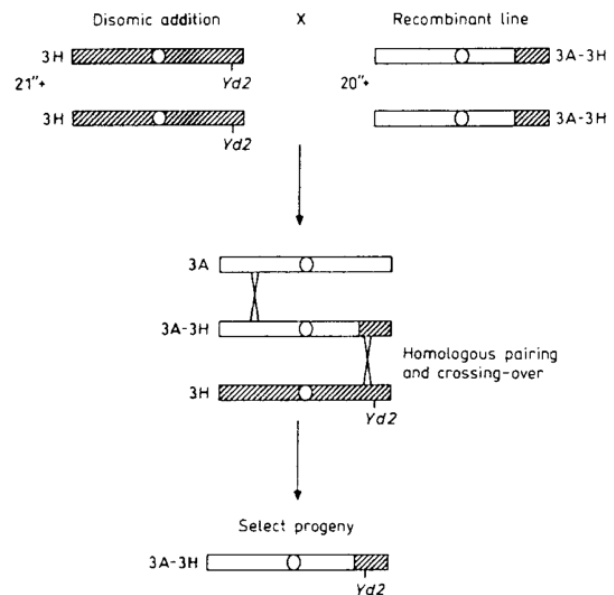 Disomic addition X Recombinant line
3H 3A-3H
21"+ Yd2 20"+
3H 3A-3H
Yd2
3A
3A-3H
Homologous pairing
and crossing-over
3H
Yd2
Select progeny
3A-3H
Yd2